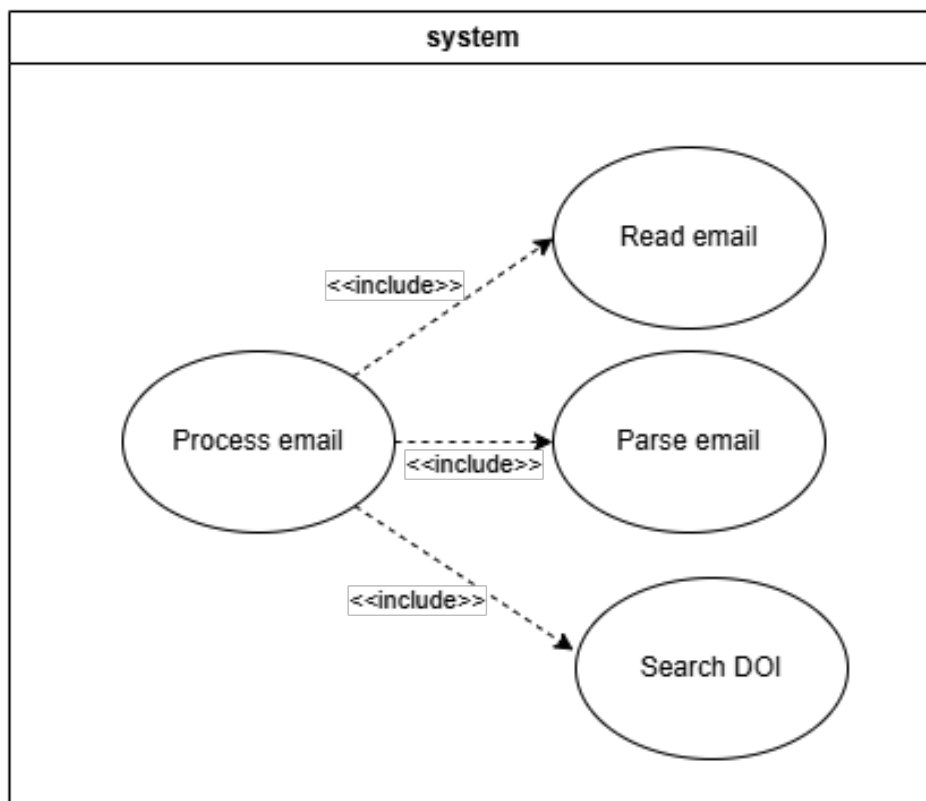 system
Read email
<<include>>
Process email
Parse email
<<include>>
<<include>>
Search DOI